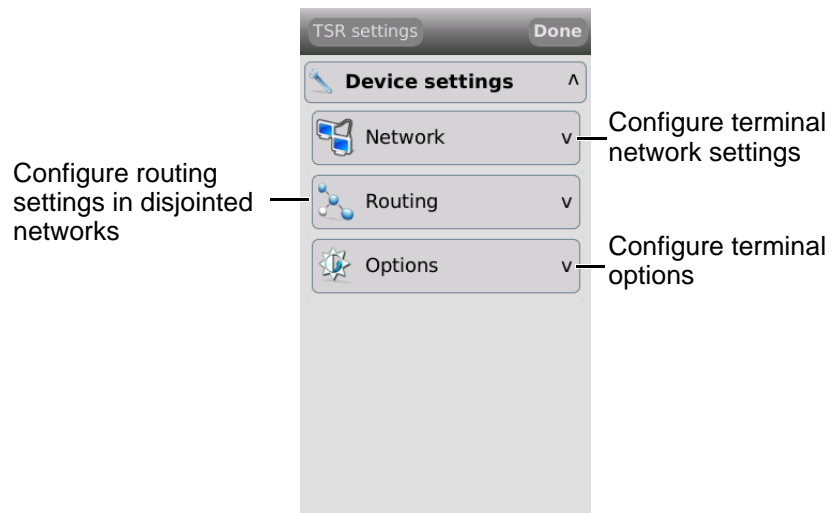 TSR settings Done
Device settings ^
Network v
Configure terminal
network settings
Configure routing
settings in disjointed
networks
Routing v
Options v
Configure terminal
options